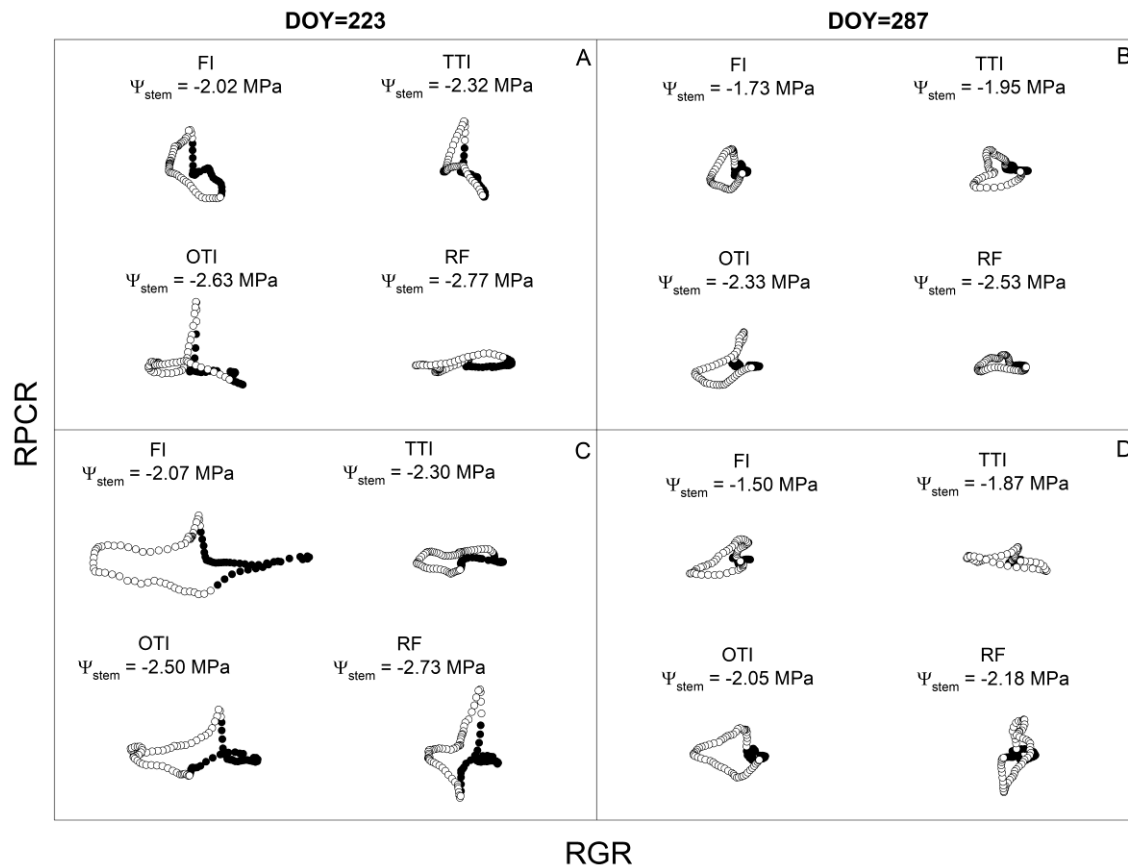 DOY=223
DOY=287
A
FI
Ψstem = -2.02 MPa
TTI
Ψstem = -2.32 MPa
OTI
Ψstem = -2.63 MPa
RF
Ψstem = -2.77 MPa
B
FI
Ψstem = -1.73 MPa
TTI
Ψstem = -1.95 MPa
OTI
Ψstem = -2.33 MPa
RF
Ψstem = -2.53 MPa
RPCR
C
FI
Ψstem = -2.07 MPa
TTI
Ψstem = -2.30 MPa
OTI
Ψstem = -2.50 MPa
RF
Ψstem = -2.73 MPa
D
FI
Ψstem = -1.50 MPa
TTI
Ψstem = -1.87 MPa
OTI
Ψstem = -2.05 MPa
RF
Ψstem = -2.18 MPa
RGR